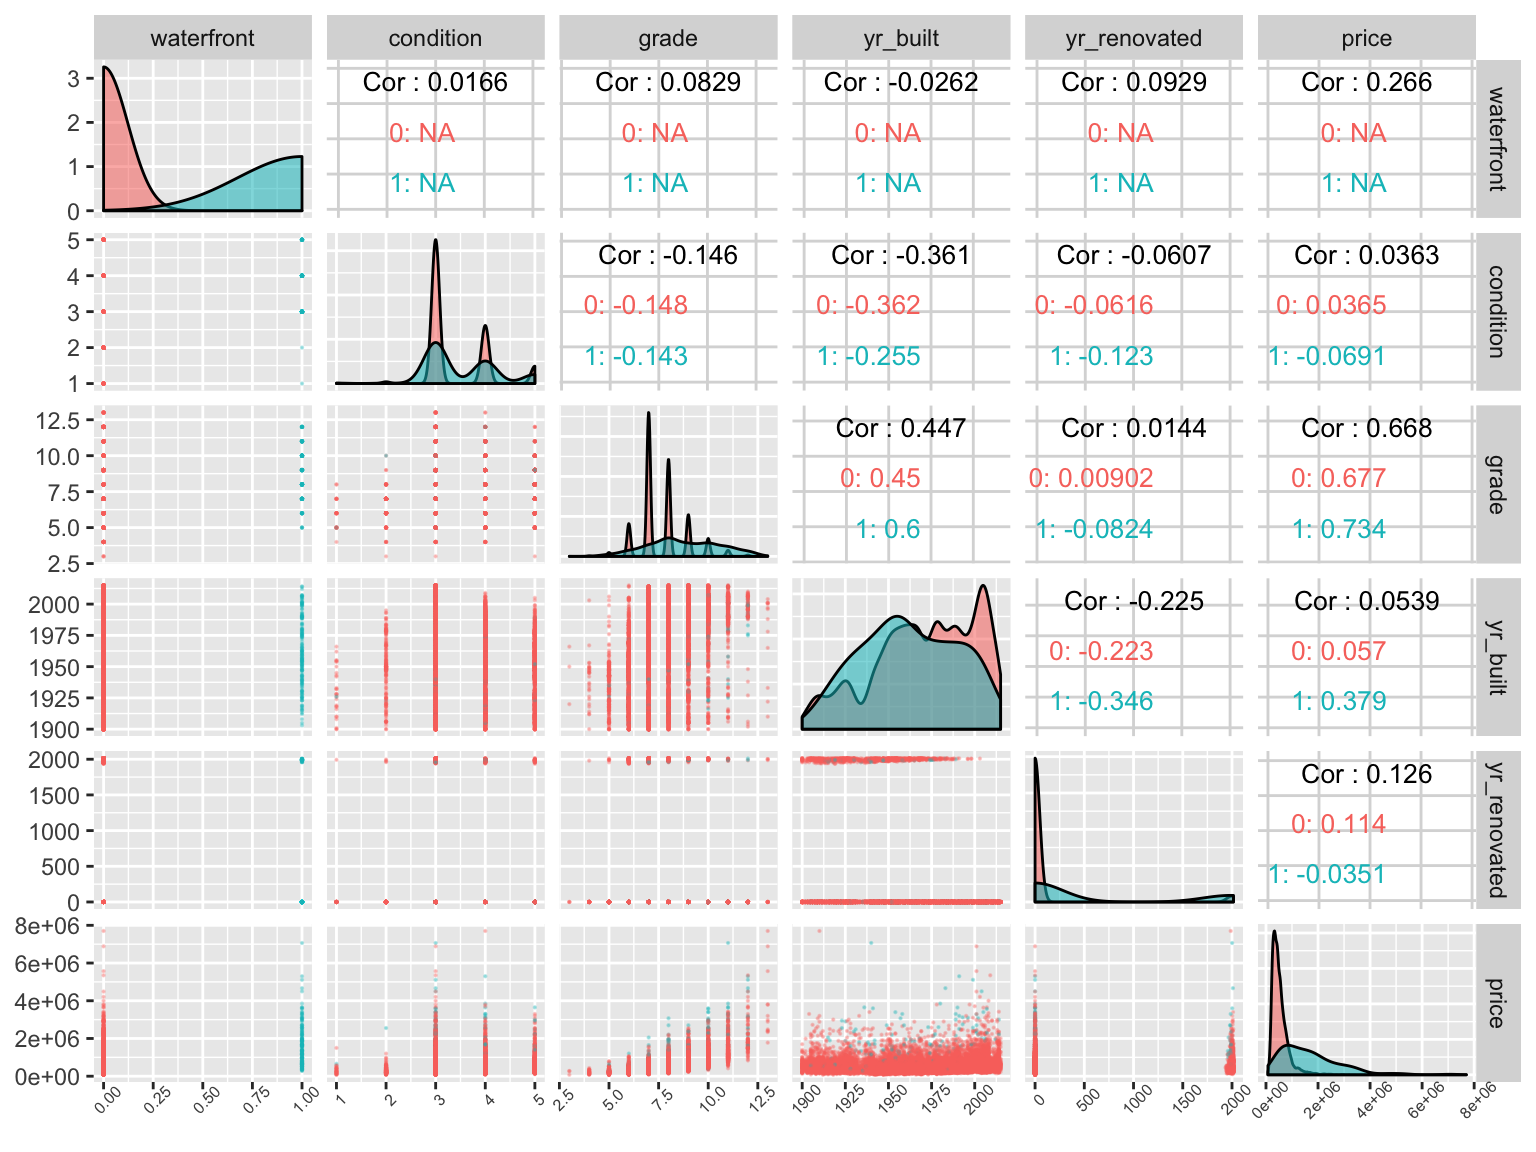 waterfront condition grade yr_built yr_renovated price
3 Cor : 0.0166 Cor : 0.0829 Cor : -0.0262 Cor : 0.0929 Cor : 0.266 waterfront
2 0: NA 0: NA 0: NA 0: NA 0: NA
1 1: NA 1: NA 1: NA 1: NA 1: NA
0
5 Cor : -0.146 Cor : -0.361 Cor : -0.0607 Cor : 0.0363 condition
4
3 0: -0.148 0: -0.362 0: -0.0616 0: 0.0365
2 1: -0.143 1: -0.255 1: -0.123 1: -0.0691
1
12.5 Cor : 0.447 Cor : 0.0144 Cor : 0.668 grade
10.0
7.5 0: 0.45 0: 0.00902 0: 0.677
5.0 1: 0.6 1: -0.0824 1: 0.734
2.5
2000 Cor : -0.225 Cor : 0.0539 yr_built
1975
1950 0: -0.223 0: 0.057
1925 1: -0.346 1: 0.379
1900
2000 Cor : 0.126 yr_renovated
1500
1000 0: 0.114
500 1: -0.0351
0
8e+06 price
6e+06
4e+06
2e+06
0e+00
0.00 0.25 0.50 0.75 1.00 1 2 3 4 5 2.5 5.0 7.5 10.0 12.5 1900 1925 1950 1975 2000 0 500 1000 1500 2000 0e+00 2e+06 4e+06 6e+06 8e+06